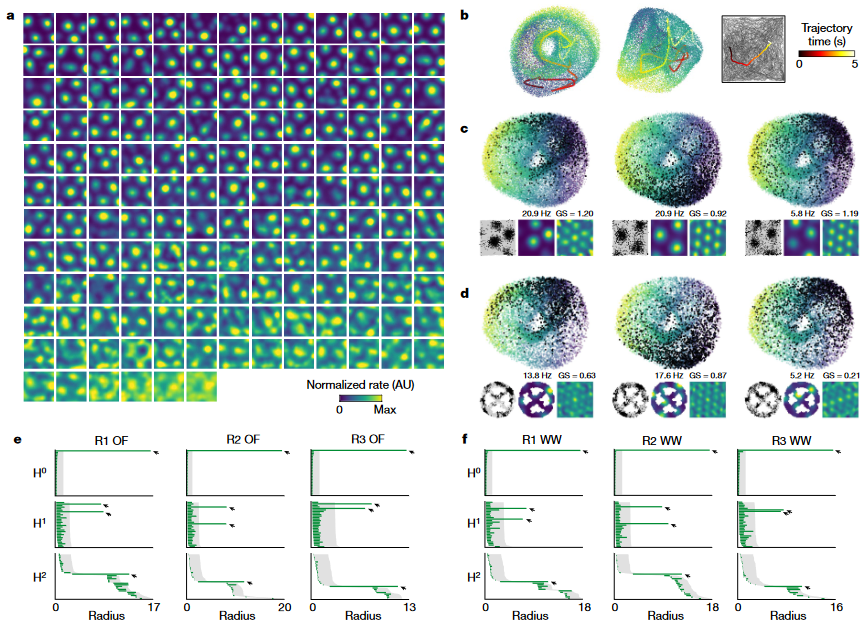 a
Normalized rate (AU)
0 Max
b
Trajectory
time (s)
0 5
c
20.9 Hz GS = 1.20
20.9 Hz GS = 0.92
5.8 Hz GS = 1.19
d
13.8 Hz GS = 0.63
17.6 Hz GS = 0.87
5.2 Hz GS = 0.21
e
R1 OF R2 OF R3 OF
H⁰
H¹
H²
0 17 0 20 0 13
Radius Radius Radius
f
R1 WW R2 WW R3 WW
H⁰
H¹
H²
0 18 0 18 0 16
Radius Radius Radius